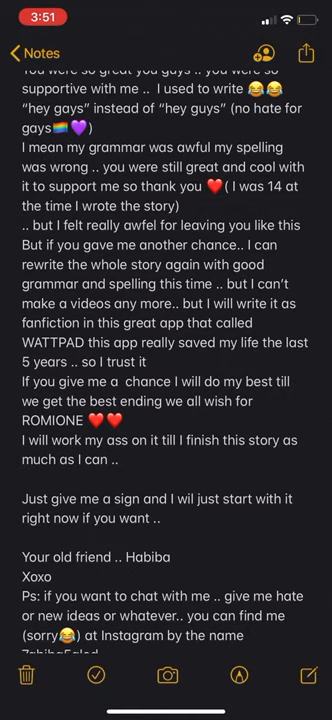 3:51
Notes
You were so great you guys .. you were so
supportive with me .. I used to write 😂😂
“hey gays” instead of “hey guys” (no hate for
gays🏳️‍🌈💜)
I mean my grammar was awful my spelling
was wrong .. you were still great and cool with
it to support me so thank you ❤️( I was 14 at
the time I wrote the story)
.. but I felt really awfel for leaving you like this
But if you gave me another chance.. I can
rewrite the whole story again with good
grammar and spelling this time .. but I can’t
make a videos any more.. but I will write it as
fanfiction in this great app that called
WATTPAD this app really saved my life the last
5 years .. so I trust it
If you give me a chance I will do my best till
we get the best ending we all wish for
ROMIONE ❤️❤️
I will work my ass on it till I finish this story as
much as I can ..
Just give me a sign and I wil just start with it
right now if you want ..
Your old friend .. Habiba
Xoxo
Ps: if you want to chat with me .. give me hate
or new ideas or whatever.. you can find me
(sorry😂) at Instagram by the name